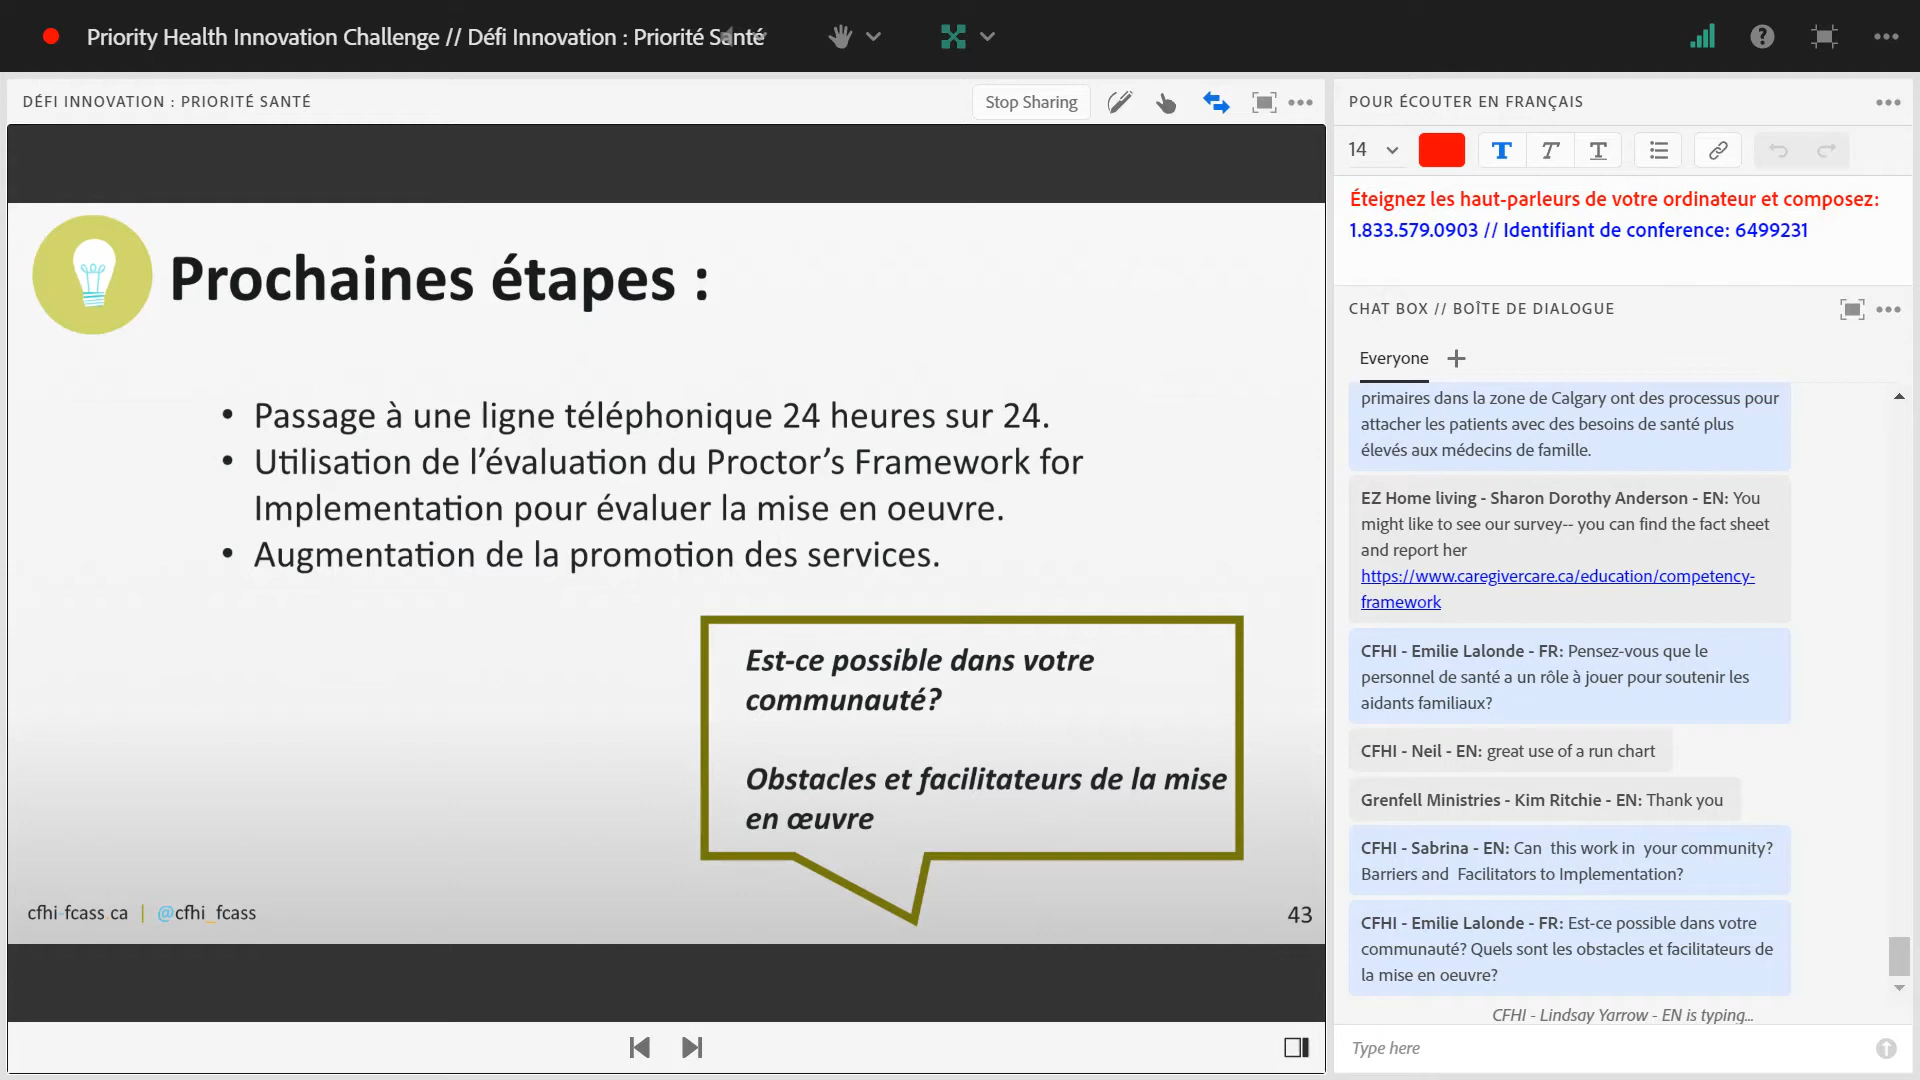 Priority Health Innovation Challenge // Défi Innovation : Priorité Santé
DÉFI INNOVATION : PRIORITÉ SANTÉ
Stop Sharing
Prochaines étapes :
• Passage à une ligne téléphonique 24 heures sur 24.
• Utilisation de l’évaluation du Proctor’s Framework for
Implementation pour évaluer la mise en oeuvre.
• Augmentation de la promotion des services.
Est-ce possible dans votre
communauté?
Obstacles et facilitateurs de la mise
en œuvre
cfhi-fcass.ca | @cfhi_fcass
43
POUR ÉCOUTER EN FRANÇAIS
14
Éteignez les haut-parleurs de votre ordinateur et composez:
1.833.579.0903 // Identifiant de conference: 6499231
CHAT BOX // BOÎTE DE DIALOGUE
Everyone
primaires dans la zone de Calgary ont des processus pour
attacher les patients avec des besoins de santé plus
élevés aux médecins de famille.
EZ Home living - Sharon Dorothy Anderson - EN: You
might like to see our survey-- you can find the fact sheet
and report her
https://www.caregivercare.ca/education/competency-
framework
CFHI - Emilie Lalonde - FR: Pensez-vous que le
personnel de santé a un rôle à jouer pour soutenir les
aidants familiaux?
CFHI - Neil - EN: great use of a run chart
Grenfell Ministries - Kim Ritchie - EN: Thank you
CFHI - Sabrina - EN: Can this work in your community?
Barriers and Facilitators to Implementation?
CFHI - Emilie Lalonde - FR: Est-ce possible dans votre
communauté? Quels sont les obstacles et facilitateurs de
la mise en oeuvre?
CFHI - Lindsay Yarrow - EN is typing...
Type here